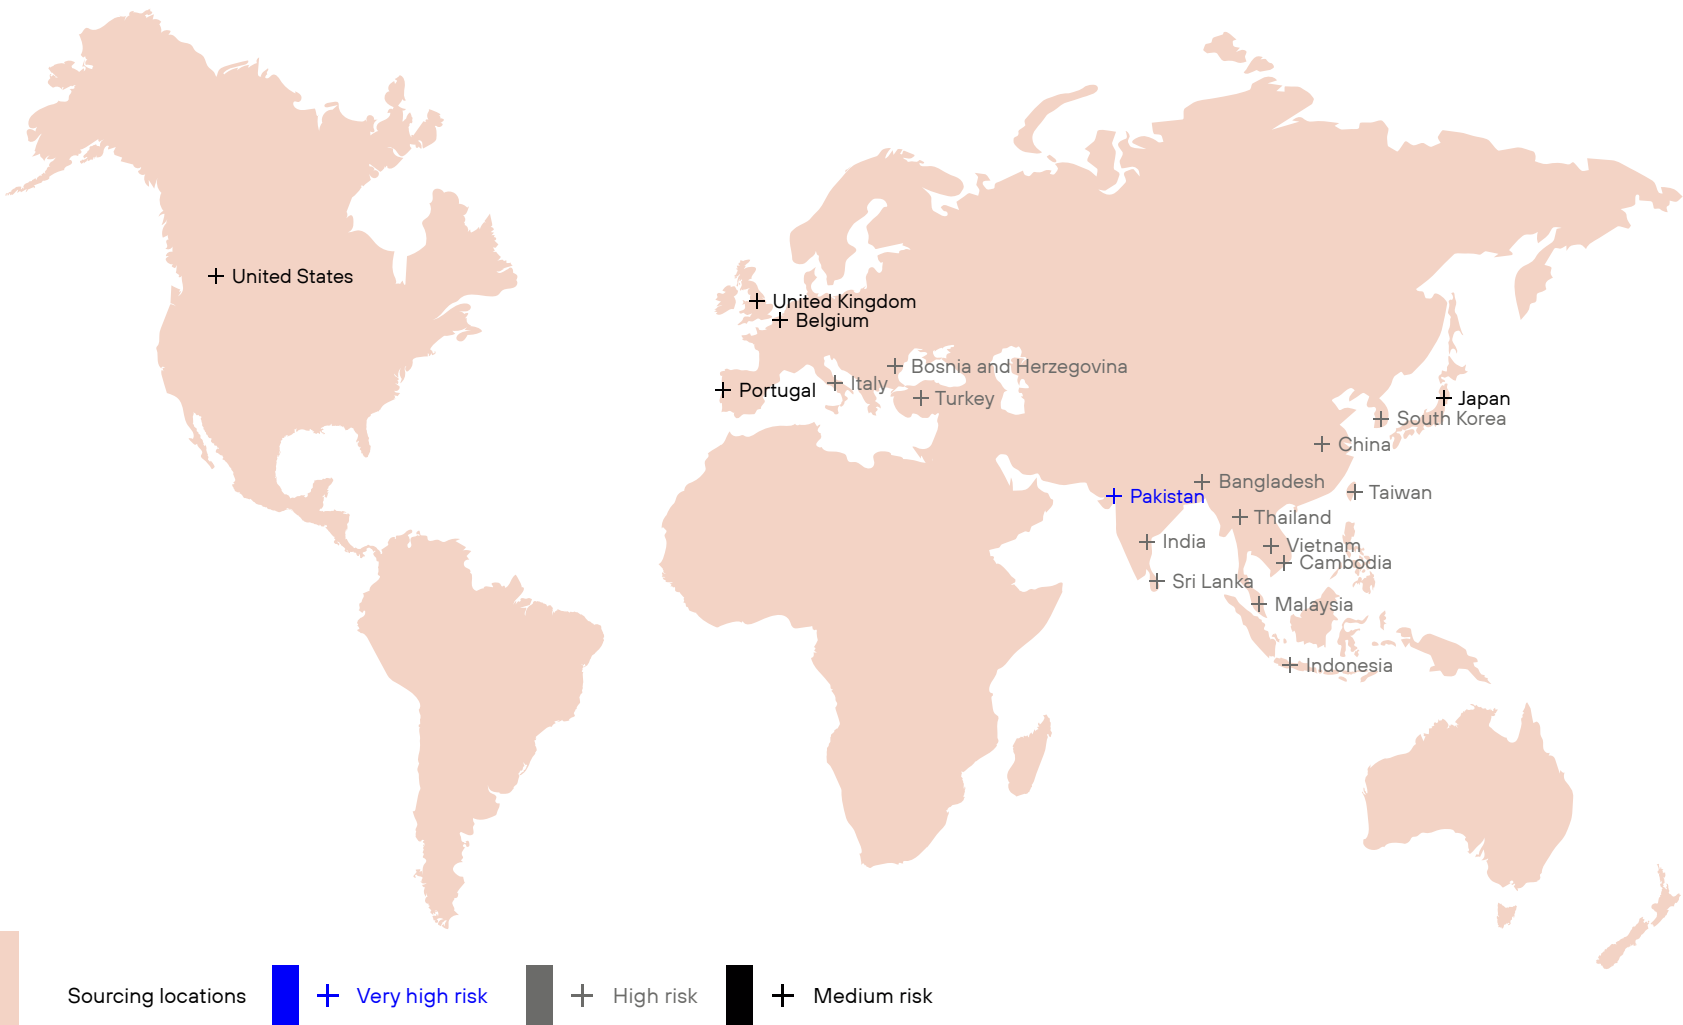 United States
United Kingdom
Belgium
Bosnia and Herzegovina
Italy
Portugal
Turkey
Japan
South Korea
China
Bangladesh
Pakistan
Taiwan
Thailand
India
Vietnam
Cambodia
Sri Lanka
Malaysia
Indonesia
Sourcing locations
Very high risk
High risk
Medium risk